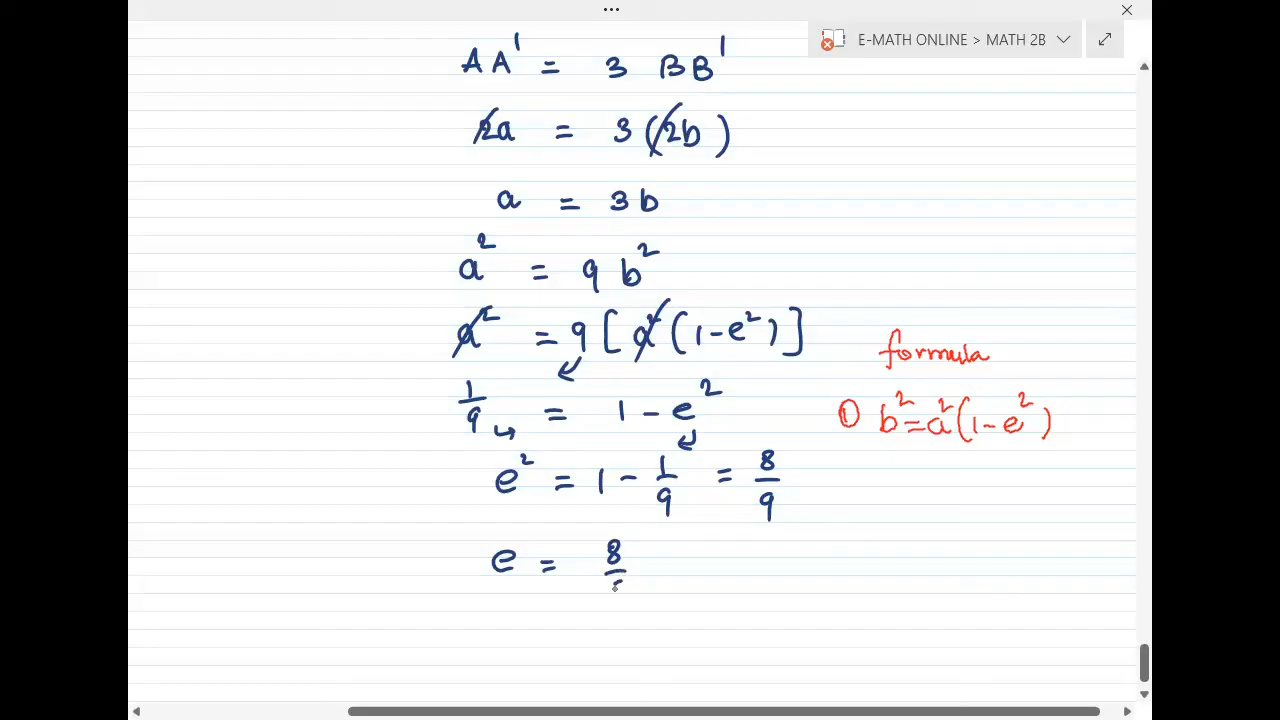 E-MATH ONLINE > MATH 2B
AA' = 3 BB'
2a = 3 (2b)
a = 3b
a² = 9 b²
a² = 9 [ a² (1-e²) ]
formula
1/9 = 1 - e²
① b² = a² (1-e²)
e² = 1 - 1/9 = 8/9
e = 8